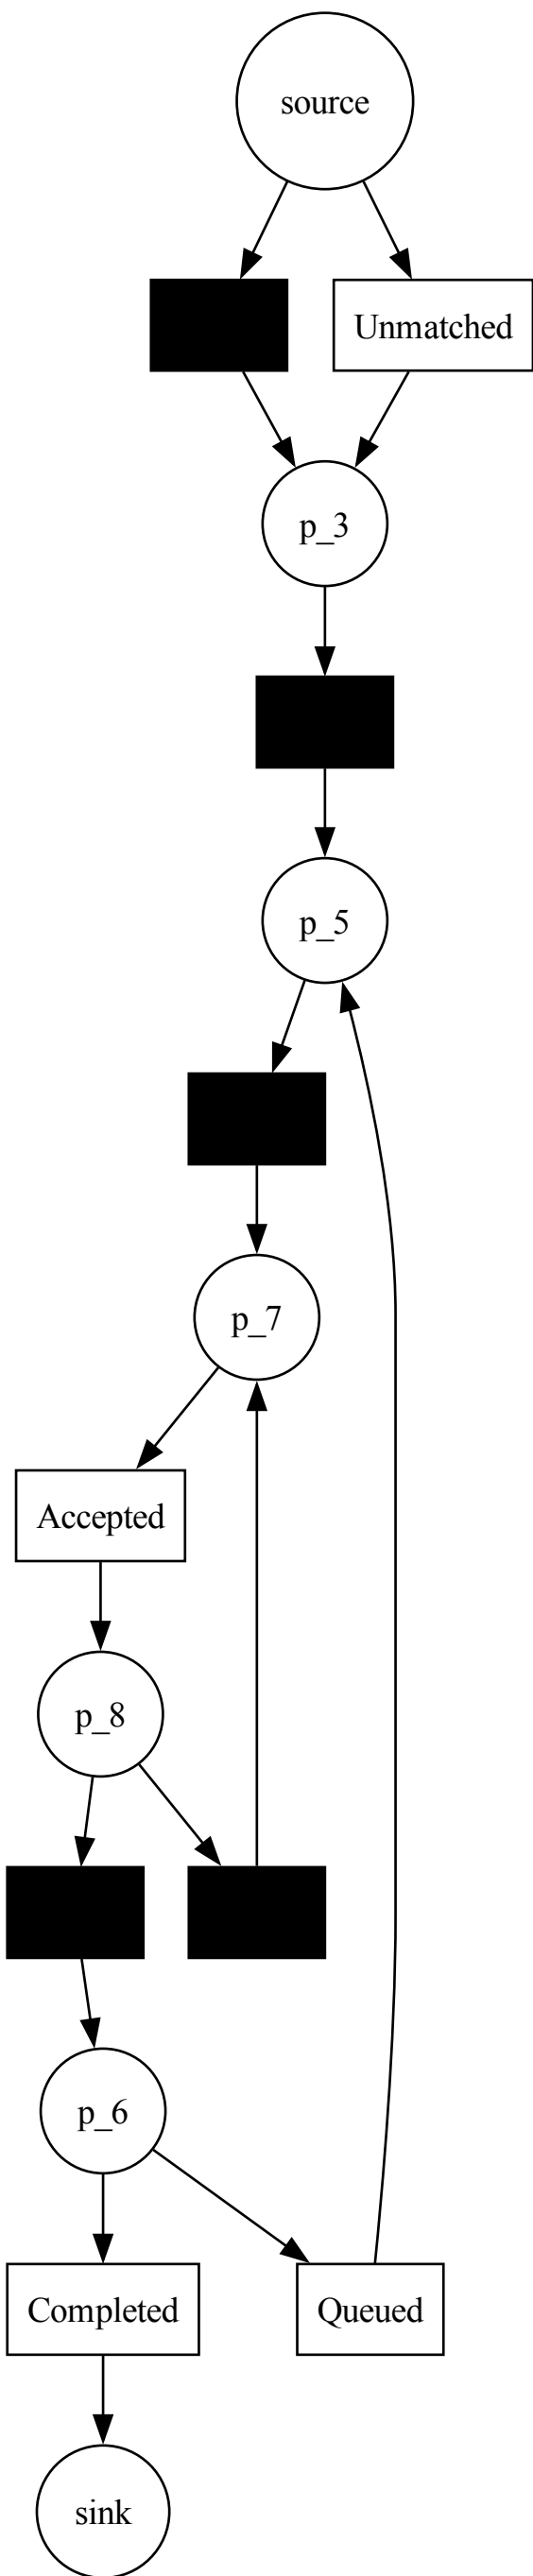 source
Unmatched
p_3
p_5
p_7
Accepted
p_8
p_6
Completed
Queued
sink